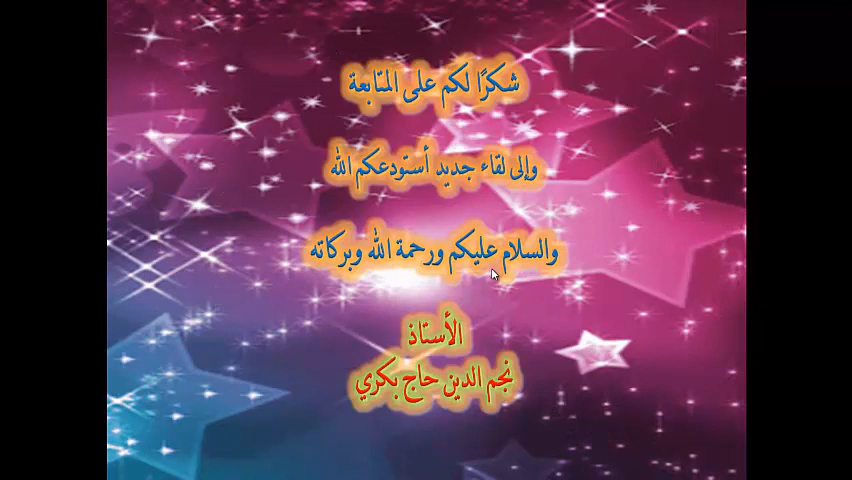 شكرًا لكم على المتابعة
وإلى لقاء جديد أستودعكم الله
والسلام عليكم ورحمة الله وبركاته
الأستاذ
نجم الدين حاج بكري